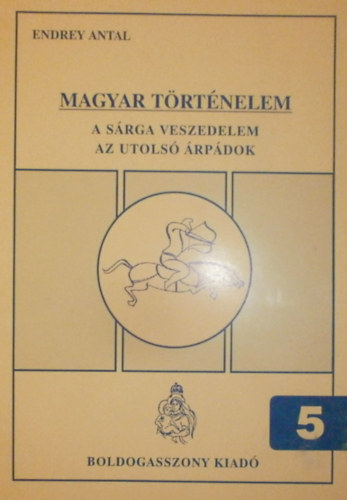 ENDREY ANTAL
MAGYAR TÖRTÉNELEM
A SÁRGA VESZEDELEM
AZ UTOLSÓ ÁRPÁDOK
5
BOLDOGASSZONY KIADÓ